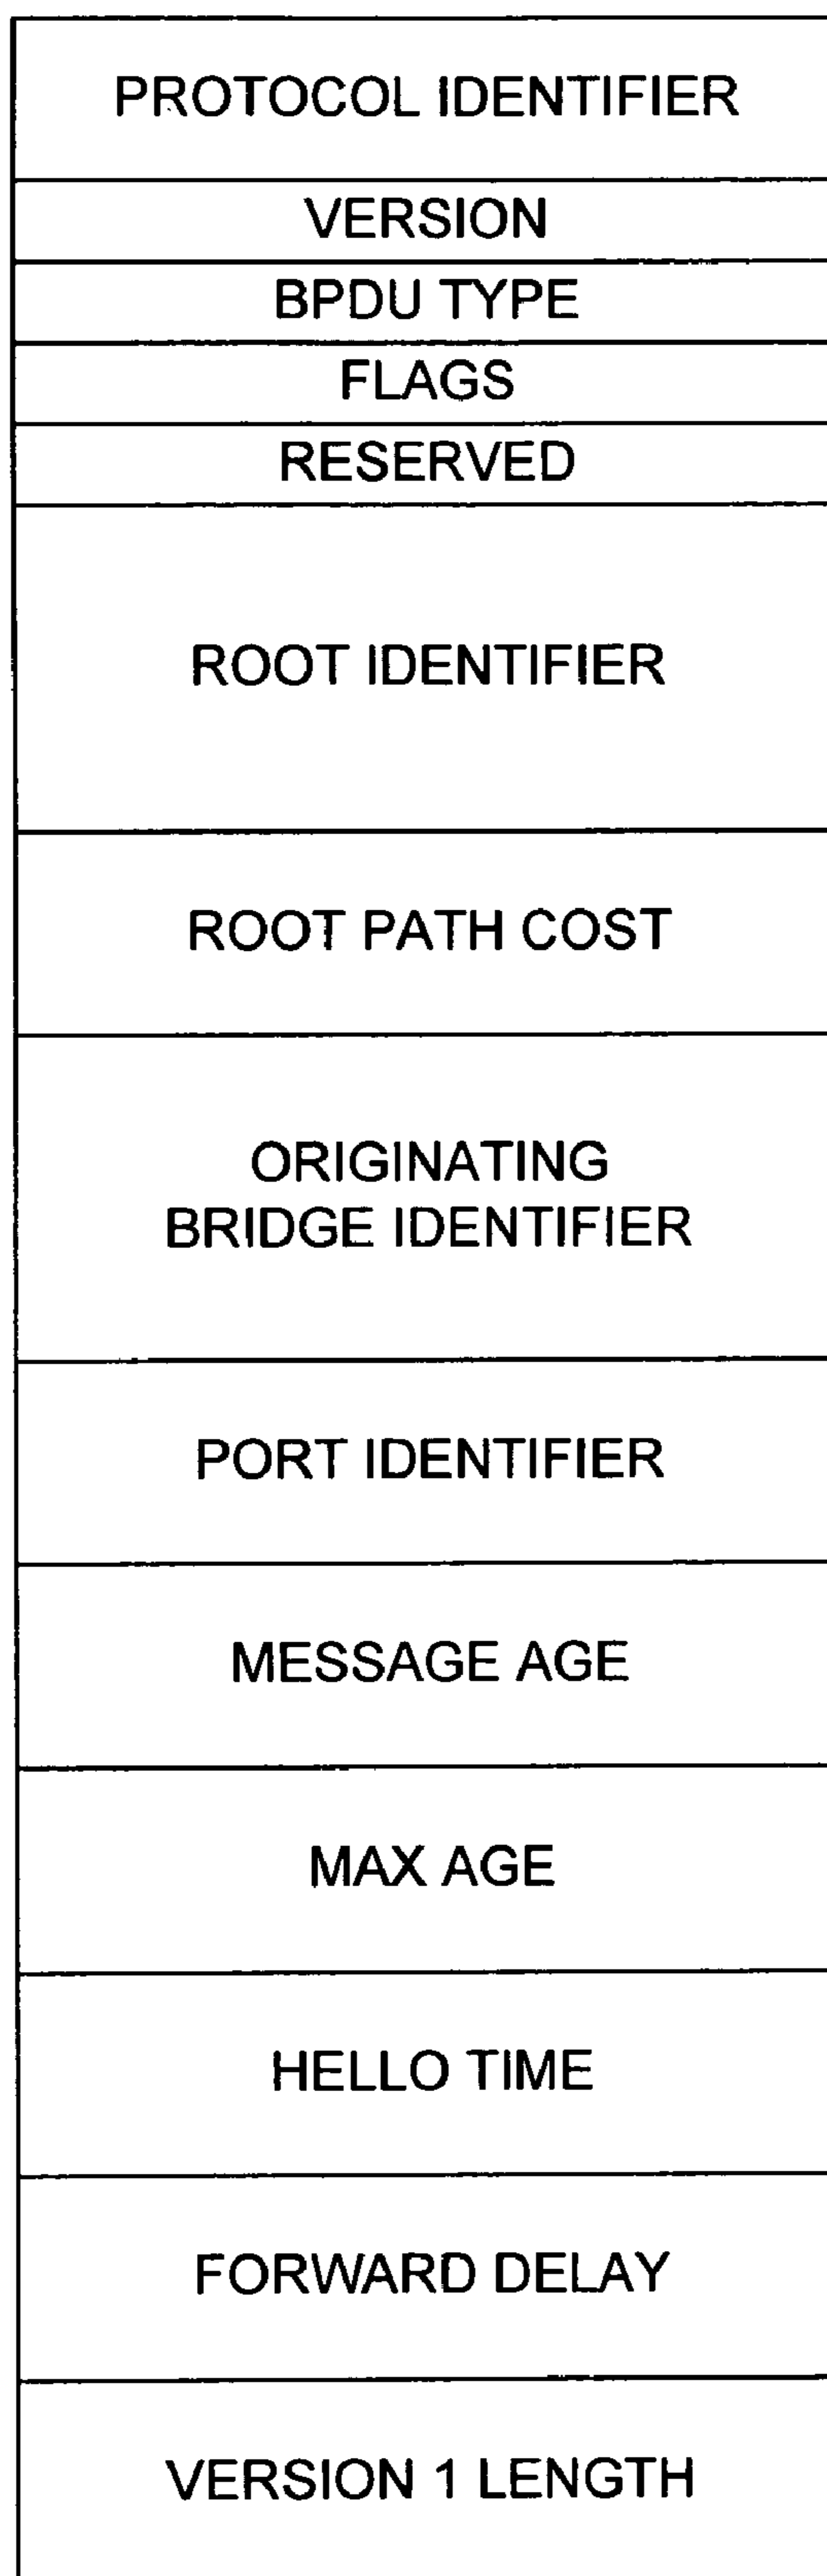 PROTOCOL IDENTIFIER
VERSION
BPDU TYPE
FLAGS
RESERVED
ROOT IDENTIFIER
ROOT PATH COST
ORIGINATING
BRIDGE IDENTIFIER
PORT IDENTIFIER
MESSAGE AGE
MAX AGE
HELLO TIME
FORWARD DELAY
VERSION 1 LENGTH